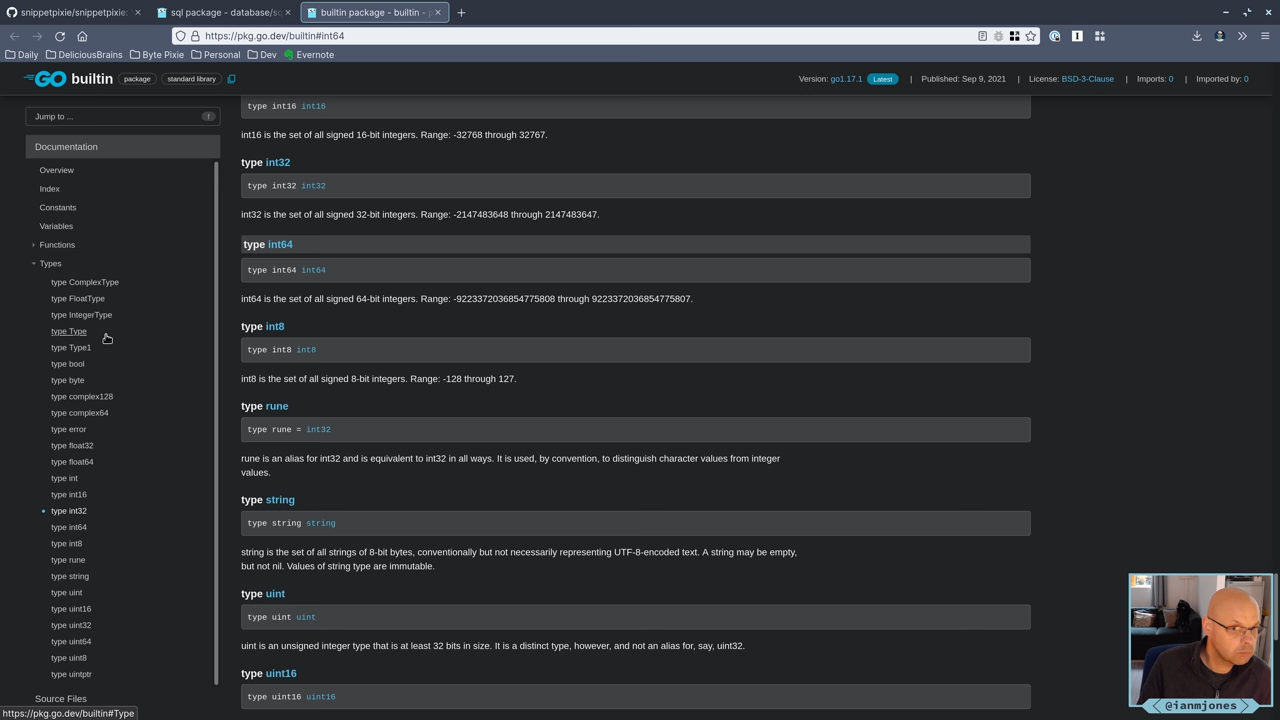 snippetpixie/snippetpixie: ×
sql package - database/s ×
builtin package - builtin - p ×
https://pkg.go.dev/builtin#int64
Daily
DeliciousBrains
Byte Pixie
Personal
Dev
Evernote
GO builtin package standard library
Version: go1.17.1 Latest | Published: Sep 9, 2021 | License: BSD-3-Clause | Imports: 0 | Imported by: 0
Jump to ... f
Documentation
Overview
Index
Constants
Variables
Functions
Types
type ComplexType
type FloatType
type IntegerType
type Type
type Type1
type bool
type byte
type complex128
type complex64
type error
type float32
type float64
type int
type int16
type int32
type int64
type int8
type rune
type string
type uint
type uint16
type uint32
type uint64
type uint8
type uintptr
Source Files
https://pkg.go.dev/builtin#Type
type int16 int16
int16 is the set of all signed 16-bit integers. Range: -32768 through 32767.
type int32
type int32 int32
int32 is the set of all signed 32-bit integers. Range: -2147483648 through 2147483647.
type int64
type int64 int64
int64 is the set of all signed 64-bit integers. Range: -9223372036854775808 through 9223372036854775807.
type int8
type int8 int8
int8 is the set of all signed 8-bit integers. Range: -128 through 127.
type rune
type rune = int32
rune is an alias for int32 and is equivalent to int32 in all ways. It is used, by convention, to distinguish character values from integer
values.
type string
type string string
string is the set of all strings of 8-bit bytes, conventionally but not necessarily representing UTF-8-encoded text. A string may be empty,
but not nil. Values of string type are immutable.
type uint
type uint uint
uint is an unsigned integer type that is at least 32 bits in size. It is a distinct type, however, and not an alias for, say, uint32.
type uint16
type uint16 uint16
@ianmjones